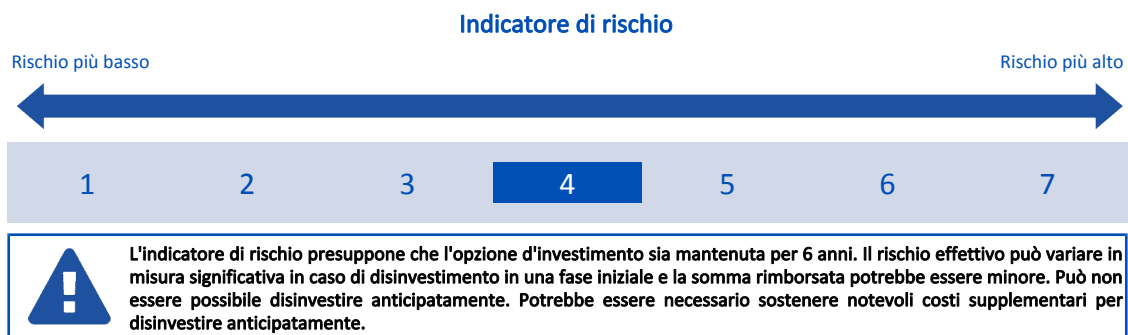 Indicatore di rischio
Rischio più basso
Rischio più alto
1 2 3 4 5 6 7
L'indicatore di rischio presuppone che l'opzione d'investimento sia mantenuta per 6 anni. Il rischio effettivo può variare in
misura significativa in caso di disinvestimento in una fase iniziale e la somma rimborsata potrebbe essere minore. Può non
essere possibile disinvestire anticipatamente. Potrebbe essere necessario sostenere notevoli costi supplementari per
disinvestire anticipatamente.